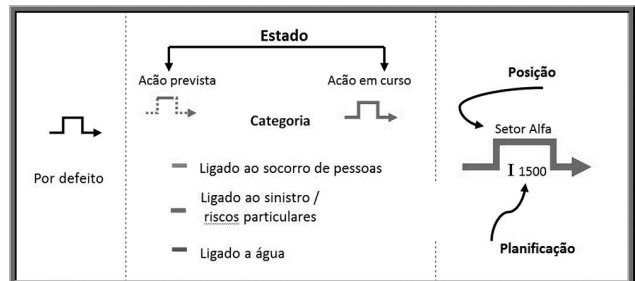 Estado
Acão prevista
Acão em curso
Posição
Categoria
Setor Alfa
Por defeito
Ligado ao socorro de pessoas
I 1500
Ligado ao sinistro /
riscos particulares
Ligado a água
Planificação